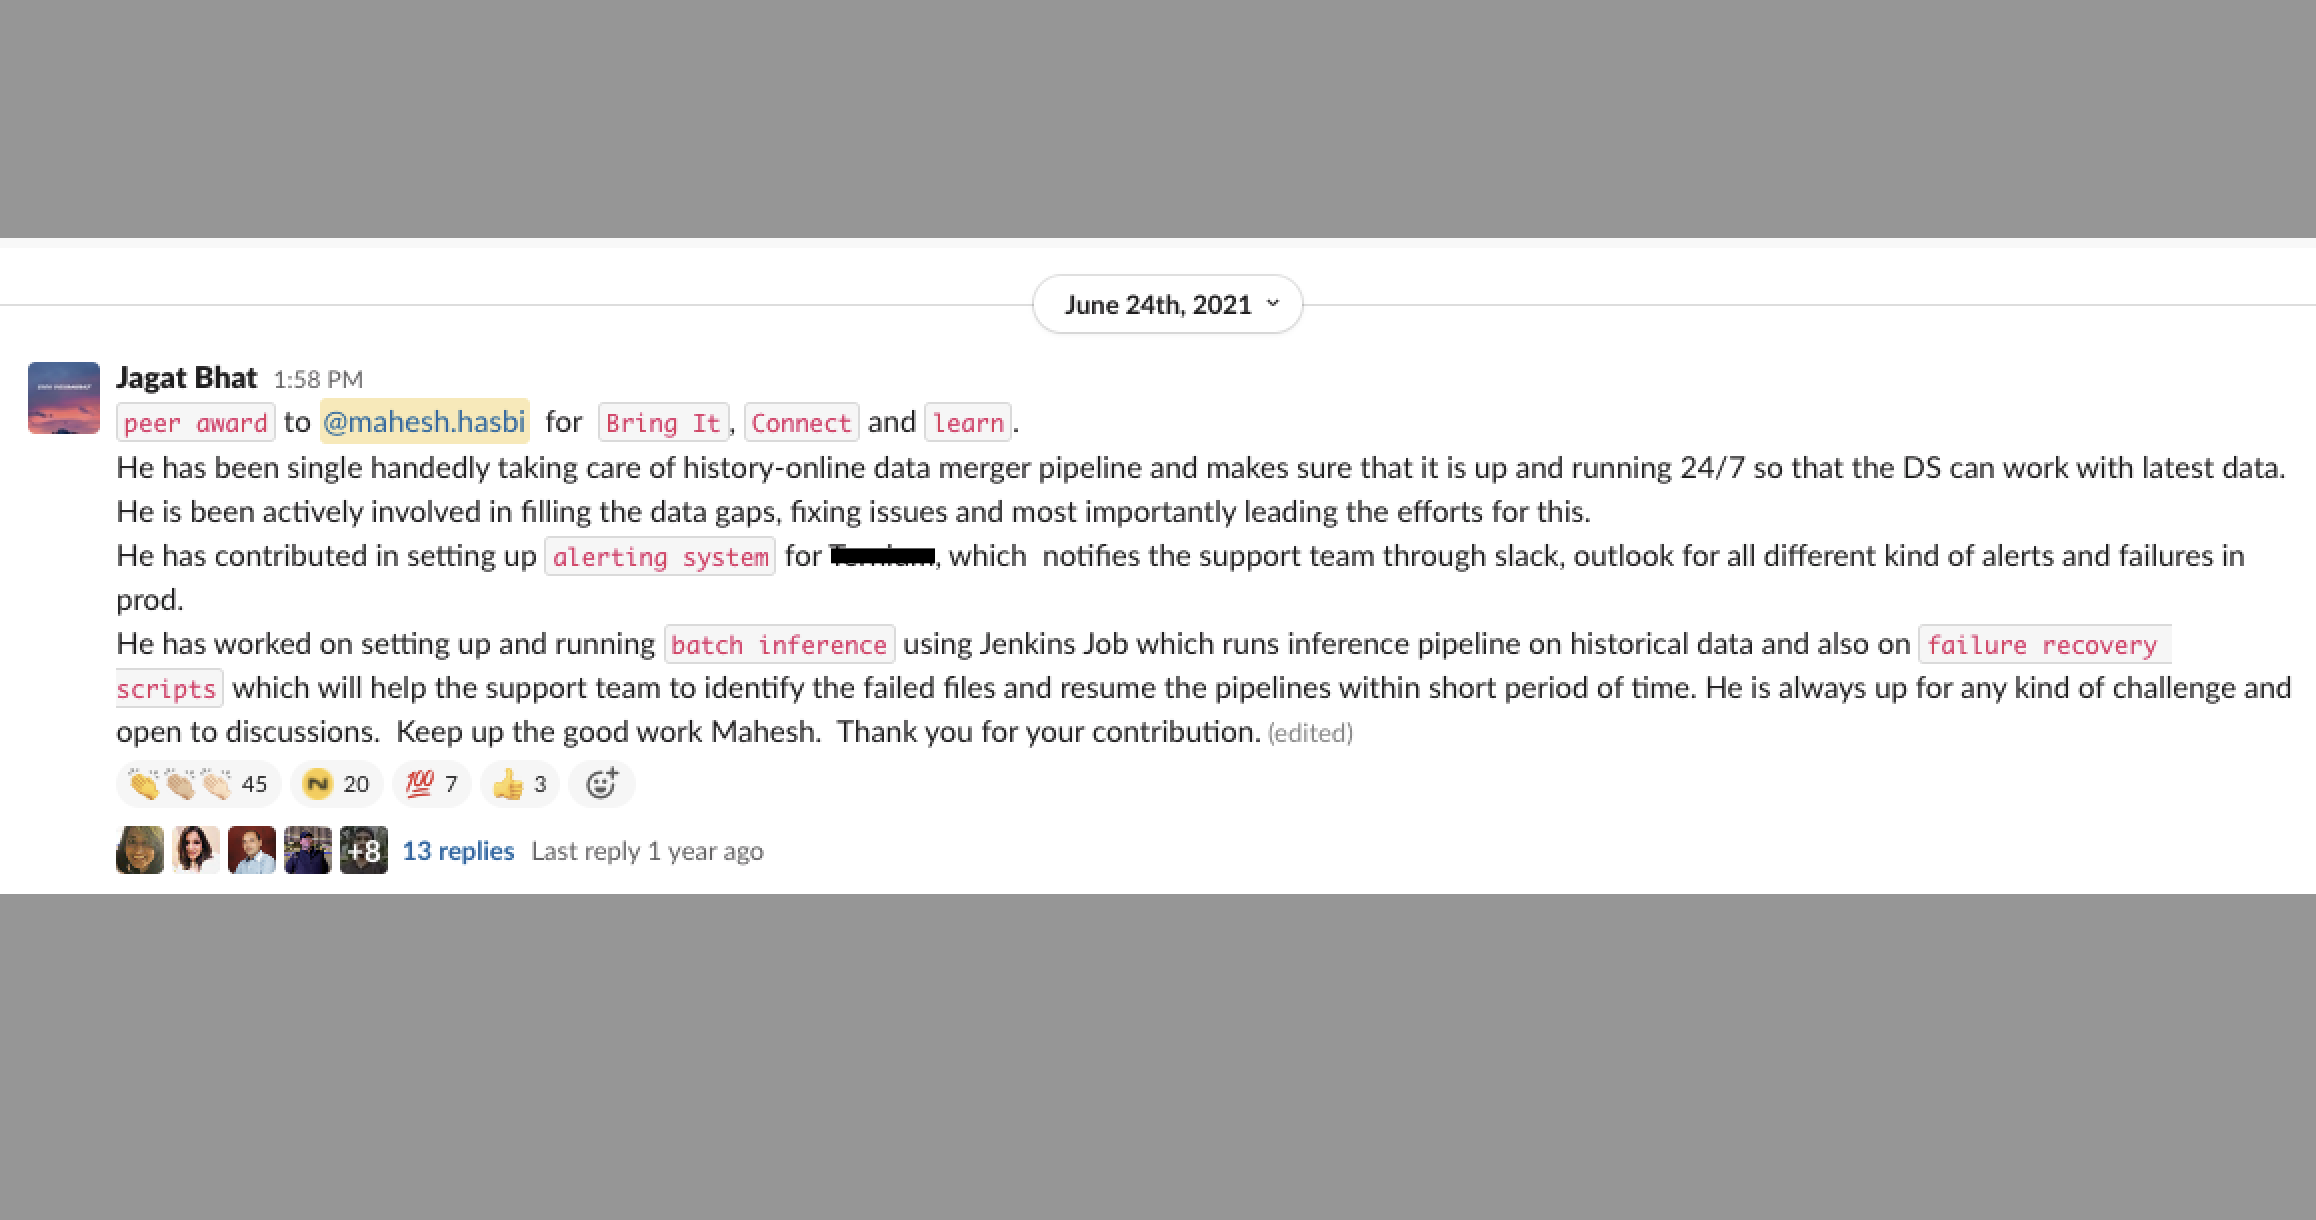 June 24th, 2021
Jagat Bhat 1:58 PM
peer award to @mahesh.hasbi for Bring It, Connect and learn.
He has been single handedly taking care of history-online data merger pipeline and makes sure that it is up and running 24/7 so that the DS can work with latest data.
He is been actively involved in filling the data gaps, fixing issues and most importantly leading the efforts for this.
He has contributed in setting up alerting system for , which notifies the support team through slack, outlook for all different kind of alerts and failures in
prod.
He has worked on setting up and running batch inference using Jenkins Job which runs inference pipeline on historical data and also on failure recovery
scripts which will help the support team to identify the failed files and resume the pipelines within short period of time. He is always up for any kind of challenge and
open to discussions. Keep up the good work Mahesh. Thank you for your contribution. (edited)
45 N 20 100 7 3
+8 13 replies Last reply 1 year ago